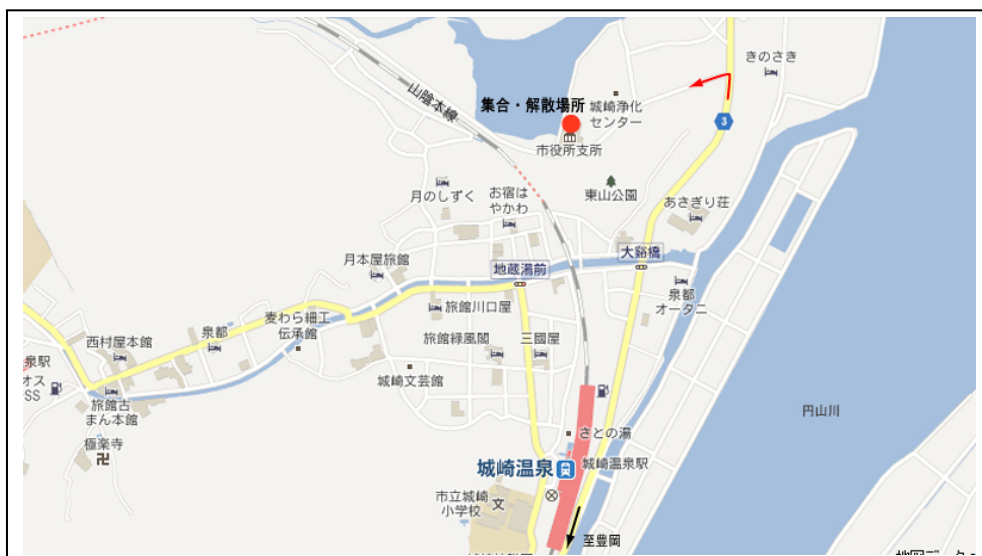 きのさき
山陰本線
集合・解散場所
城崎浄化
センター
3
市役所支所
月のしずく
お宿は
やかわ
東山公園
あさぎり荘
月本屋旅館
地蔵湯前
大谿橋
泉都
オータニ
麦わら細工
伝承館
旅館川口屋
泉都
西村屋本館
旅館緑風閣
三國屋
泉駅
オス
SS
城崎文芸館
旅館古
まん本館
円山川
極楽寺
卍
さとの湯
城崎温泉
城崎温泉駅
市立城崎
小学校
文
至豊岡